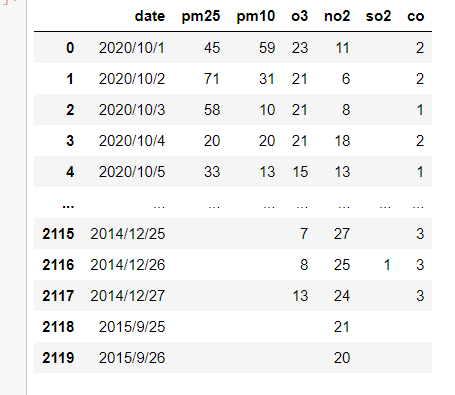 date pm25 pm10 o3 no2 so2 co
0 2020/10/1 45 59 23 11 2
1 2020/10/2 71 31 21 6 2
2 2020/10/3 58 10 21 8 1
3 2020/10/4 20 20 21 18 2
4 2020/10/5 33 13 15 13 1
... ... ... ... ... ... ... ...
2115 2014/12/25 7 27 3
2116 2014/12/26 8 25 1 3
2117 2014/12/27 13 24 3
2118 2015/9/25 21
2119 2015/9/26 20